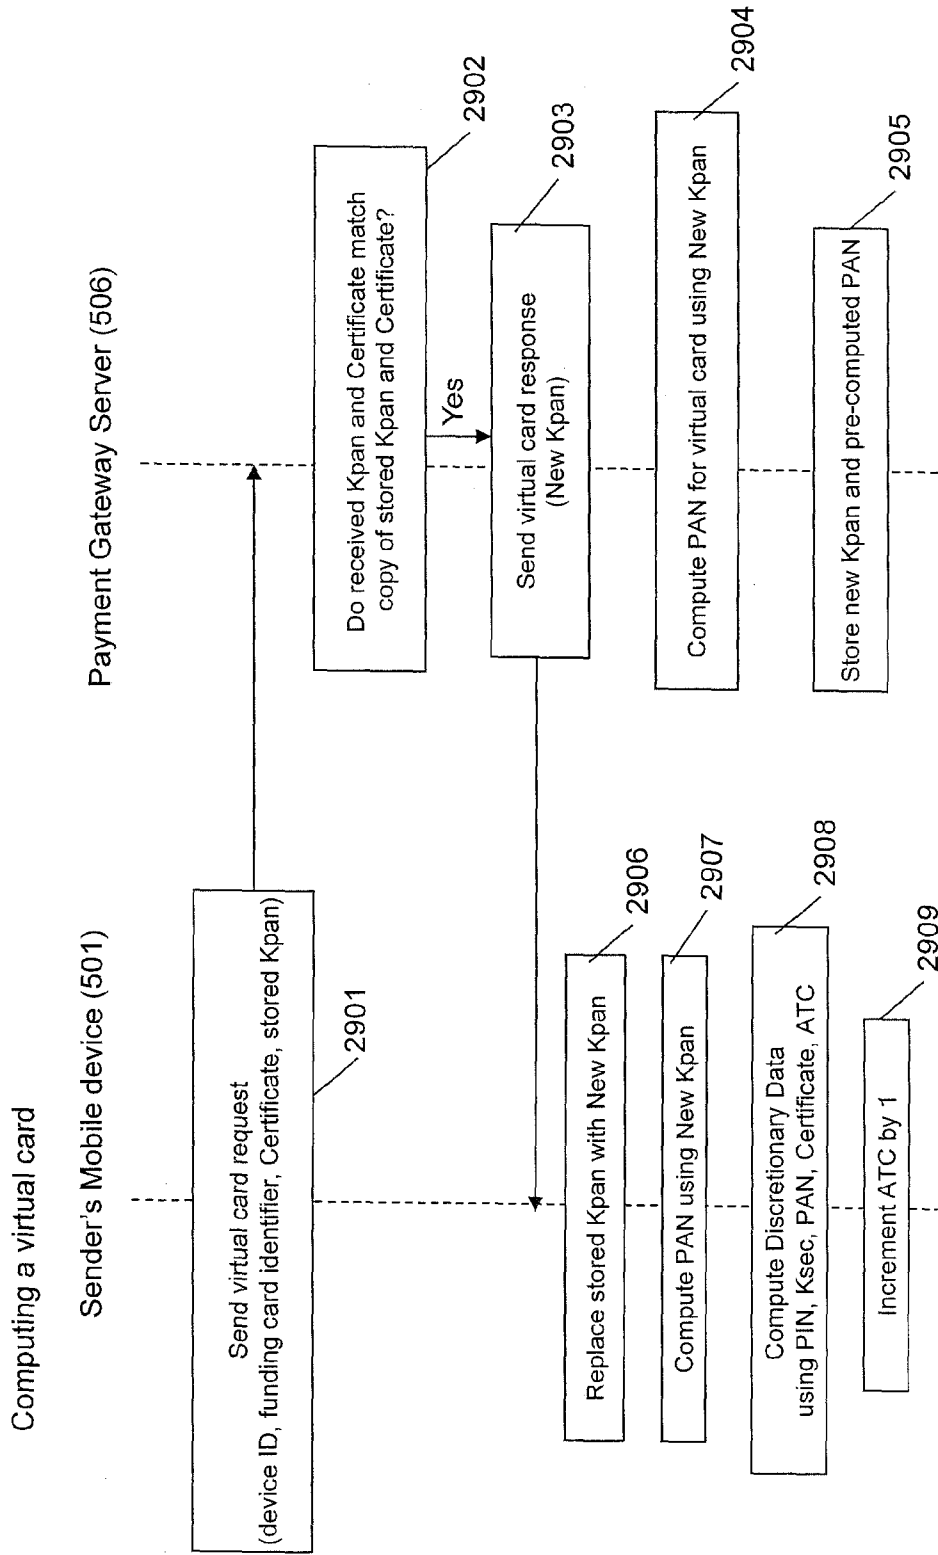 Computing a virtual card
Sender's Mobile device (501)
Payment Gateway Server (506)
Send virtual card request
(device ID, funding card identifier, Certificate, stored Kpan)
2901
Do received Kpan and Certificate match
copy of stored Kpan and Certificate?
2902
Yes
Send virtual card response
(New Kpan)
2903
Compute PAN for virtual card using New Kpan
2904
Store new Kpan and pre-computed PAN
2905
Replace stored Kpan with New Kpan
2906
Compute PAN using New Kpan
2907
Compute Discretionary Data
using PIN, Ksec, PAN, Certificate, ATC
2908
Increment ATC by 1
2909